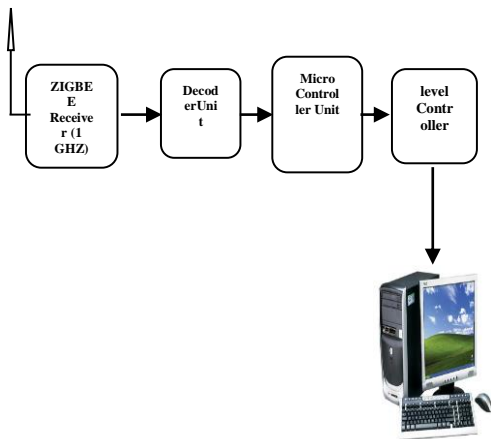 ZIGBE
E
Receive
r (1
GHZ)
Decod
erUni
t
Micro
Control
ler Unit
level
Contr
oller